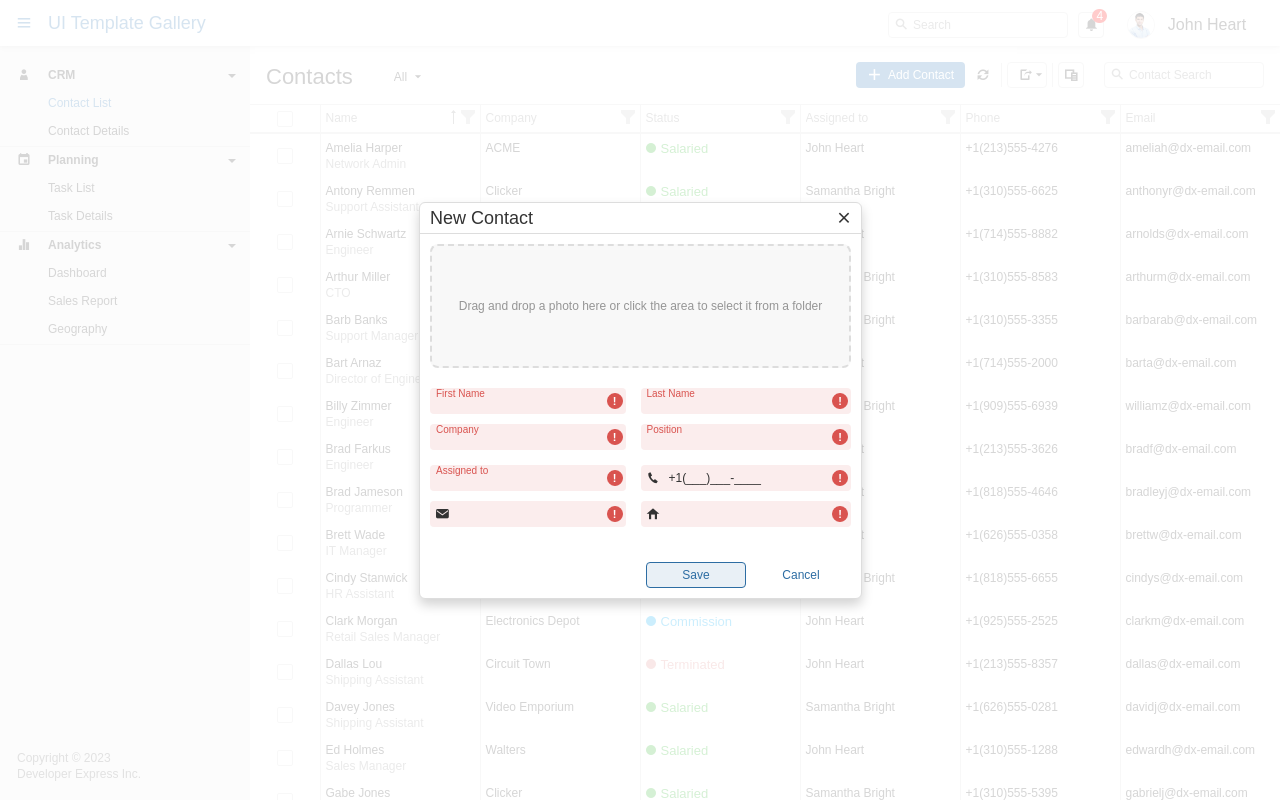 UI Template Gallery
Search
4
John Heart
CRM
Contact List
Contact Details
Planning
Task List
Task Details
Analytics
Dashboard
Sales Report
Geography
Copyright © 2023
Developer Express Inc.
Contacts
All
Add Contact
Contact Search
Name Company Status Assigned to Phone Email
Amelia Harper ACME Salaried John Heart +1(213)555-4276 ameliah@dx-email.com
Network Admin
Antony Remmen Clicker Salaried Samantha Bright +1(310)555-6625 anthonyr@dx-email.com
Support Assistant
Arnie Schwartz +1(714)555-8882 arnolds@dx-email.com
Engineer
Arthur Miller Bright +1(310)555-8583 arthurm@dx-email.com
CTO
Barb Banks Bright +1(310)555-3355 barbarab@dx-email.com
Support Manager
Bart Arnaz +1(714)555-2000 barta@dx-email.com
Director of Engine
Billy Zimmer Bright +1(909)555-6939 williamz@dx-email.com
Engineer
Brad Farkus +1(213)555-3626 bradf@dx-email.com
Engineer
Brad Jameson +1(818)555-4646 bradleyj@dx-email.com
Programmer
Brett Wade +1(626)555-0358 brettw@dx-email.com
IT Manager
Cindy Stanwick Bright +1(818)555-6655 cindys@dx-email.com
HR Assistant
Clark Morgan Electronics Depot Commission John Heart +1(925)555-2525 clarkm@dx-email.com
Retail Sales Manager
Dallas Lou Circuit Town Terminated John Heart +1(213)555-8357 dallas@dx-email.com
Shipping Assistant
Davey Jones Video Emporium Salaried Samantha Bright +1(626)555-0281 davidj@dx-email.com
Shipping Assistant
Ed Holmes Walters Salaried John Heart +1(310)555-1288 edwardh@dx-email.com
Sales Manager
Gabe Jones Clicker Salaried Samantha Bright +1(310)555-5395 gabrielj@dx-email.com
New Contact
Drag and drop a photo here or click the area to select it from a folder
First Name Last Name
Company Position
Assigned to +1(___)___-____
Save Cancel